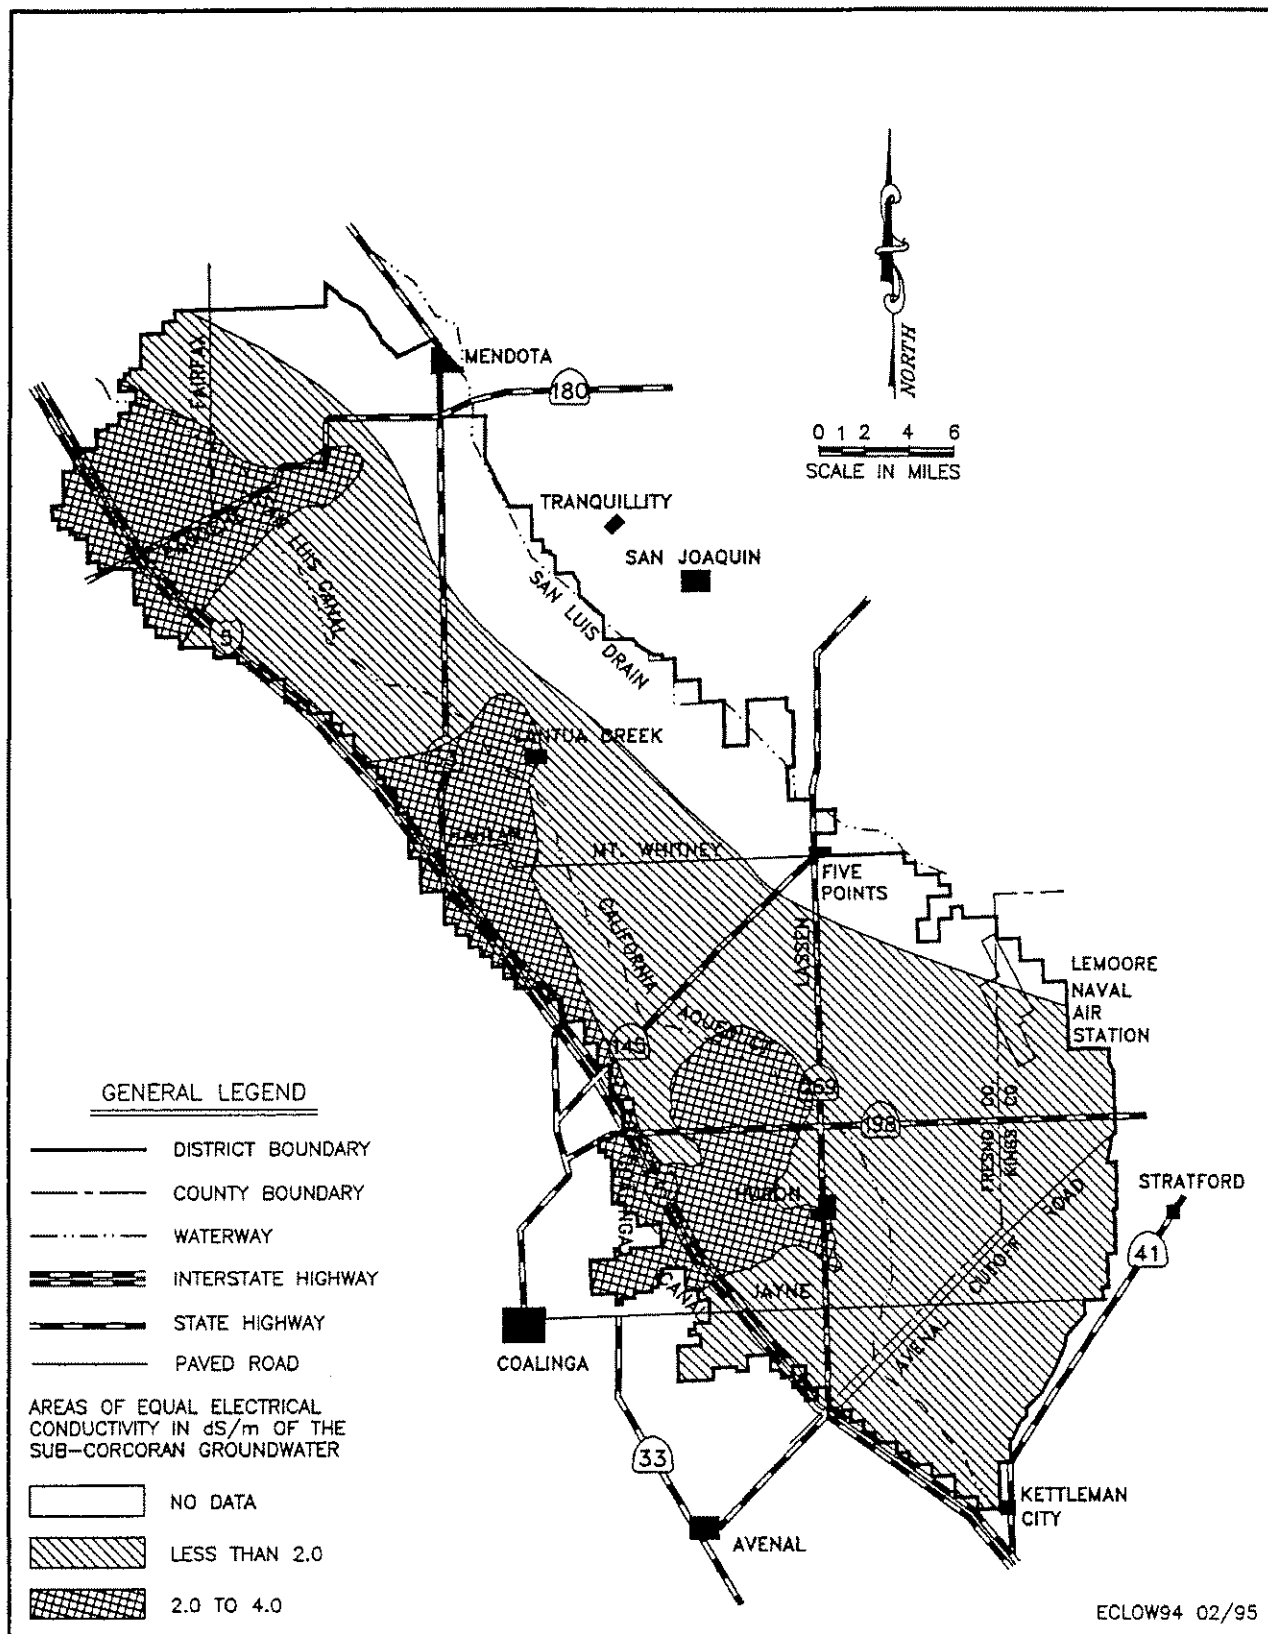 NORTH
0 1 2 4 6
SCALE IN MILES
FAIRFAX
MENDOTA
180
TRANQUILLITY
SAN JOAQUIN
SAN LUIS CANAL
SAN LUIS DRAIN
5
CANTUA CREEK
MT. WHITNEY
FIVE
POINTS
CALIFORNIA
AQUEDUCT
LASSEN
LEMOORE
NAVAL
AIR
STATION
145
269
198
FRESNO CO
KINGS CO
HURON
STRATFORD
41
AVENAL CUTOFF ROAD
JAYNE
CANAL
COALINGA
33
AVENAL
KETTLEMAN
CITY
GENERAL LEGEND
DISTRICT BOUNDARY
COUNTY BOUNDARY
WATERWAY
INTERSTATE HIGHWAY
STATE HIGHWAY
PAVED ROAD
AREAS OF EQUAL ELECTRICAL
CONDUCTIVITY IN dS/m OF THE
SUB-CORCORAN GROUNDWATER
NO DATA
LESS THAN 2.0
2.0 TO 4.0
ECLOW94 02/95